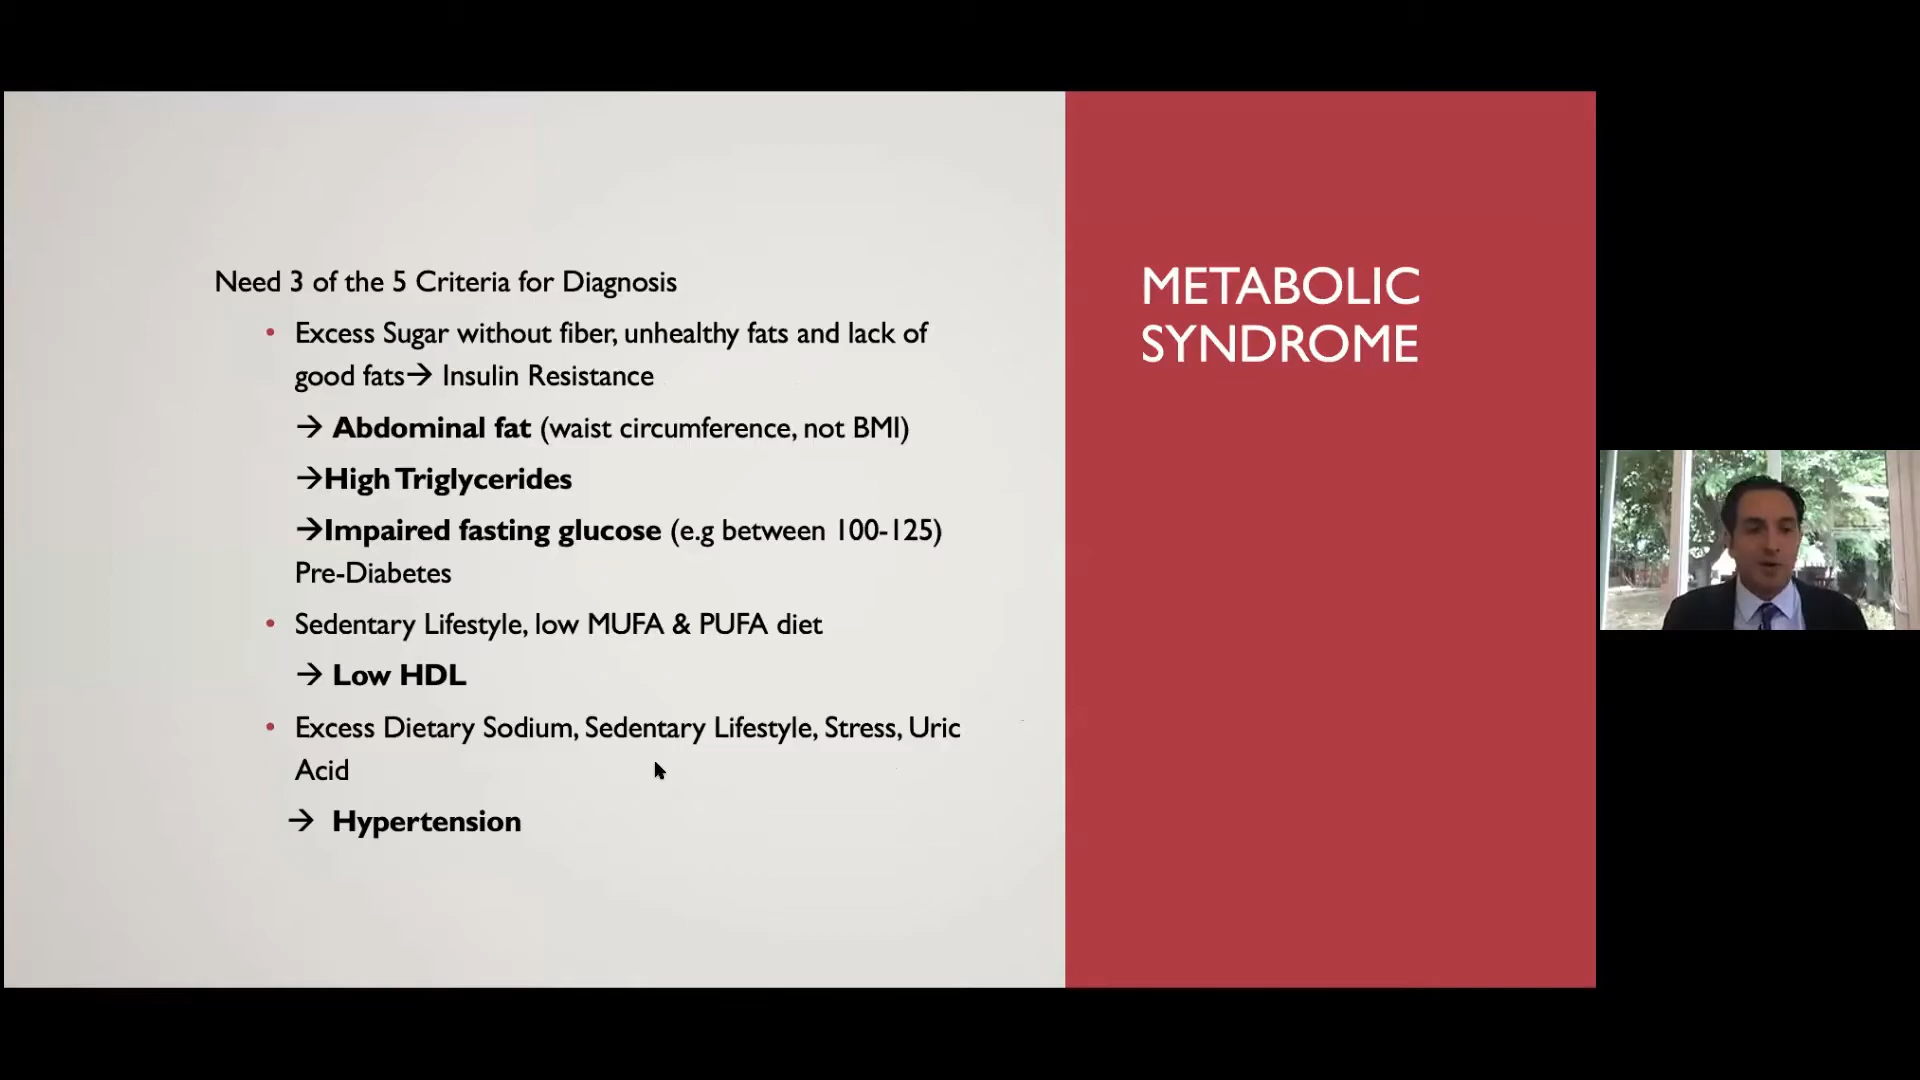 Need 3 of the 5 Criteria for Diagnosis
• Excess Sugar without fiber, unhealthy fats and lack of
good fats→ Insulin Resistance
→ Abdominal fat (waist circumference, not BMI)
→High Triglycerides
→Impaired fasting glucose (e.g between 100-125)
Pre-Diabetes
• Sedentary Lifestyle, low MUFA & PUFA diet
→ Low HDL
• Excess Dietary Sodium, Sedentary Lifestyle, Stress, Uric
Acid
→ Hypertension
METABOLIC
SYNDROME